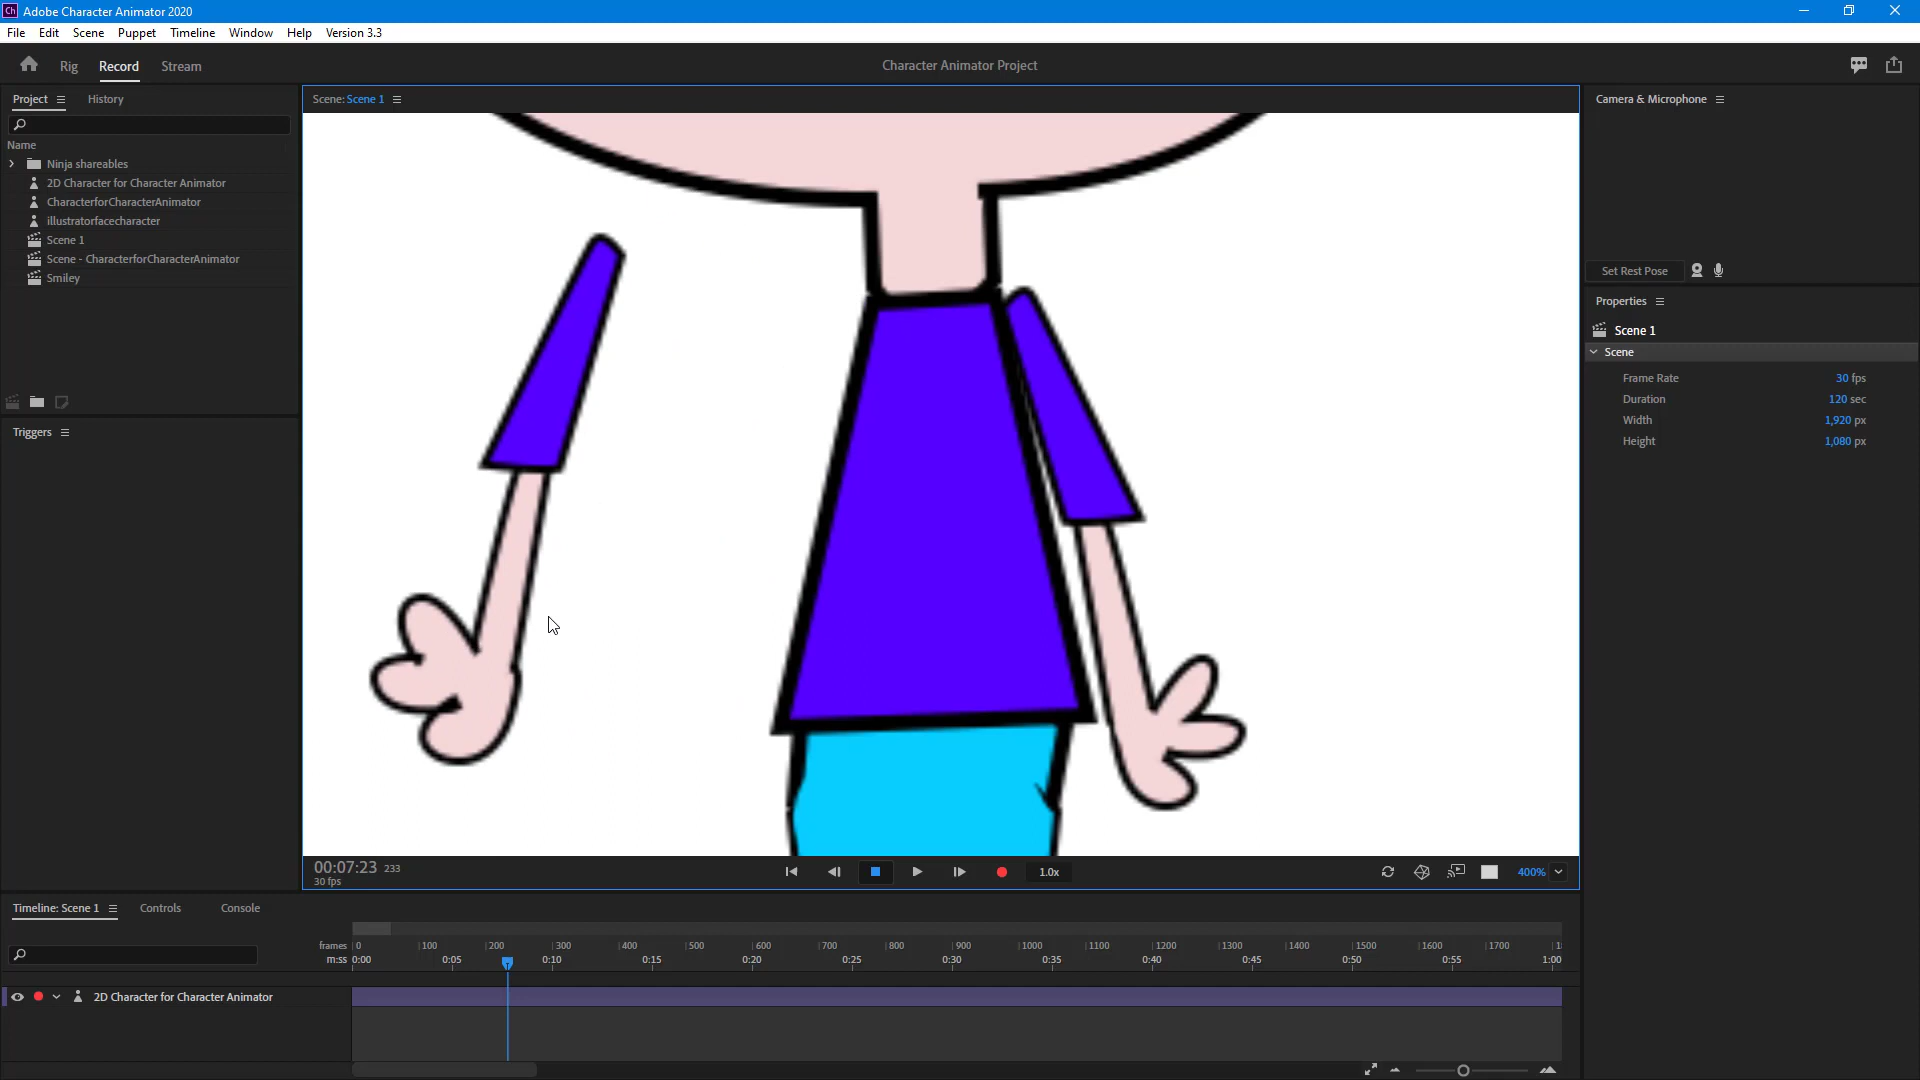 Ch Adobe Character Animator 2020
File Edit Scene Puppet Timeline Window Help Version 3.3
Rig Record Stream Character Animator Project
Project History
Name
Ninja shareables
2D Character for Character Animator
CharacterforCharacterAnimator
illustratorfacecharacter
Scene 1
Scene - CharacterforCharacterAnimator
Smiley
Triggers
Scene: Scene 1
Camera & Microphone
Set Rest Pose
Properties
Scene 1
Scene
Frame Rate 30 fps
Duration 120 sec
Width 1,920 px
Height 1,080 px
00:07:23 233
30 fps
1.0x
400%
Timeline: Scene 1 Controls Console
frames 0 100 200 300 400 500 600 700 800 900 1000 1100 1200 1300 1400 1500 1600 1700
m:ss 0:00 0:05 0:10 0:15 0:20 0:25 0:30 0:35 0:40 0:45 0:50 0:55 1:00
2D Character for Character Animator